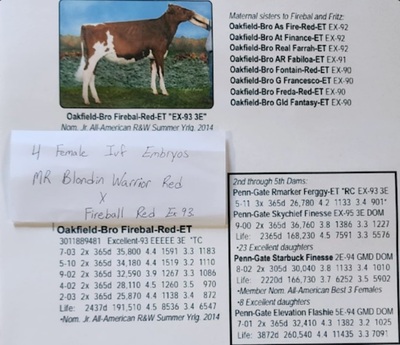 Oakfield-Bro Firebal-Red-ET "EX-93 3E"
Nom. Jr. All-American R&W Summer Yrlg. 2014
Maternal sisters to Firebal and Fritz:
Oakfield-Bro As Fire-Red-ET EX-92
Oakfield-Bro At Finance-ET EX-92
Oakfield-Bro Real Farrah-ET EX-92
Oakfield-Bro AR Fabiloa-ET EX-91
Oakfield-Bro Fontain-Red-ET EX-90
Oakfield-Bro G Francesco-ET EX-90
Oakfield-Bro Freda-Red-ET EX-90
Oakfield-Bro Gld Fantasy-ET EX-90
4 Female Ivf Embryos
MR Blondin Warrior Red
X
Fireball Red Ex 93
Oakfield-Bro Firebal-Red-ET
3011889481 Excellent-93 EEEEE 3E *TC
7-03 2x 365d 35,800 4.4 1591 3.3 1183
5-10 2x 365d 34,180 4.4 1519 3.2 1110
4-09 2x 365d 32,590 3.9 1267 3.3 1086
4-02 2x 365d 28,110 4.5 1260 3.5 970
2-03 2x 365d 25,870 4.4 1138 3.4 872
Life: 2437d 191,510 4.5 8536 3.4 6547
•Nom. Jr. All-American R&W Summer Yrlg. 2014
2nd through 5th Dams:
Penn-Gate Rmarker Ferggy-ET *RC EX-93 3E
5-11 3x 365d 26,780 4.2 1133 3.4 901*
Penn-Gate Skychief Finesse EX-95 3E DOM
9-00 2x 365d 36,760 3.8 1386 3.3 1227
Life: 2365d 168,230 4.5 7591 3.3 5576
•23 Excellent daughters
Penn-Gate Starbuck Finesse 2E-94 GMD DOM
8-02 2x 305d 30,040 3.8 1133 3.4 1010
Life: 2220d 166,730 3.7 6252 3.5 5902
•Member Nom. All-American Best 3 Females
•8 Excellent daughters
Penn-Gate Elevation Flashie 5E-94 GM DOM
7-01 2x 365d 32,410 4.3 1382 3.2 1025
Life: 3872d 260,540 4.4 11435 3.3 7091